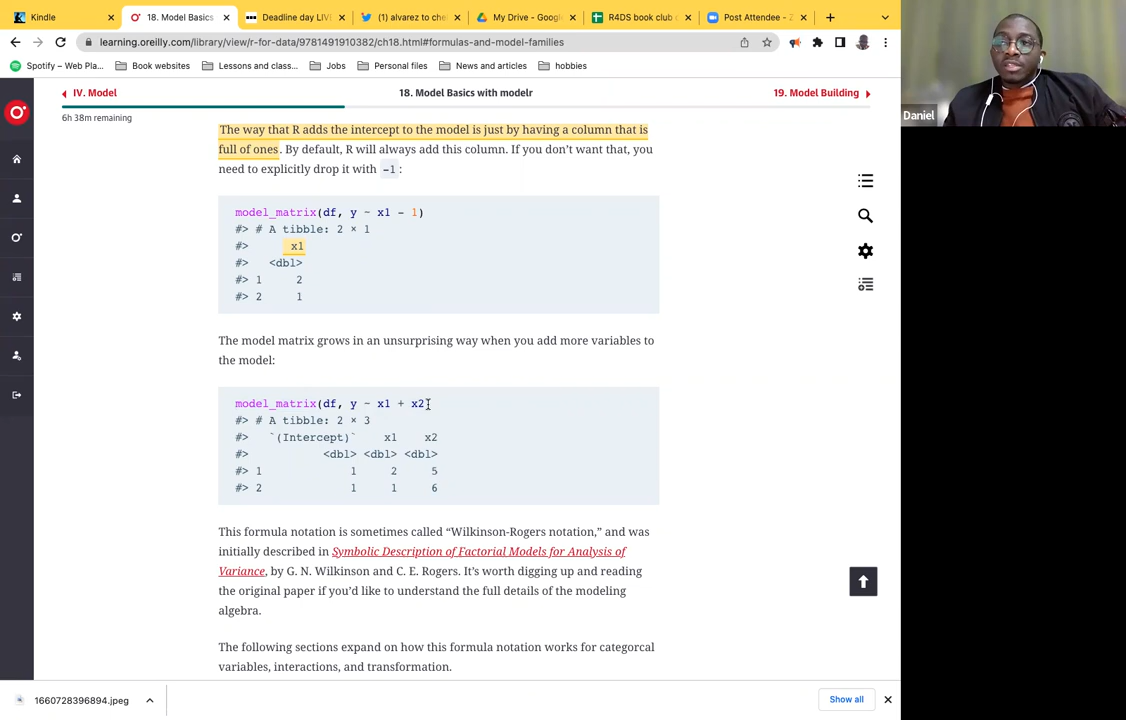 Kindle
18. Model Basics
Deadline day LIVE
(1) alvarez to che
My Drive - Google
R4DS book club
Post Attendee - Z
learning.oreilly.com/library/view/r-for-data/9781491910382/ch18.html#formulas-and-model-families
Spotify – Web Pla...
Book websites
Lessons and class...
Jobs
Personal files
News and articles
hobbies
IV. Model
18. Model Basics with modelr
19. Model Building
6h 38m remaining
The way that R adds the intercept to the model is just by having a column that is
full of ones. By default, R will always add this column. If you don’t want that, you
need to explicitly drop it with -1:
model_matrix(df, y ~ x1 - 1)
#> # A tibble: 2 × 1
#> x1
#> <dbl>
#> 1 2
#> 2 1
The model matrix grows in an unsurprising way when you add more variables to
the model:
model_matrix(df, y ~ x1 + x2)
#> # A tibble: 2 × 3
#> `(Intercept)` x1 x2
#> <dbl> <dbl> <dbl>
#> 1 1 2 5
#> 2 1 1 6
This formula notation is sometimes called “Wilkinson-Rogers notation,” and was
initially described in Symbolic Description of Factorial Models for Analysis of
Variance, by G. N. Wilkinson and C. E. Rogers. It’s worth digging up and reading
the original paper if you’d like to understand the full details of the modeling
algebra.
The following sections expand on how this formula notation works for categorcal
variables, interactions, and transformation.
1660728396894.jpeg
Show all
Daniel